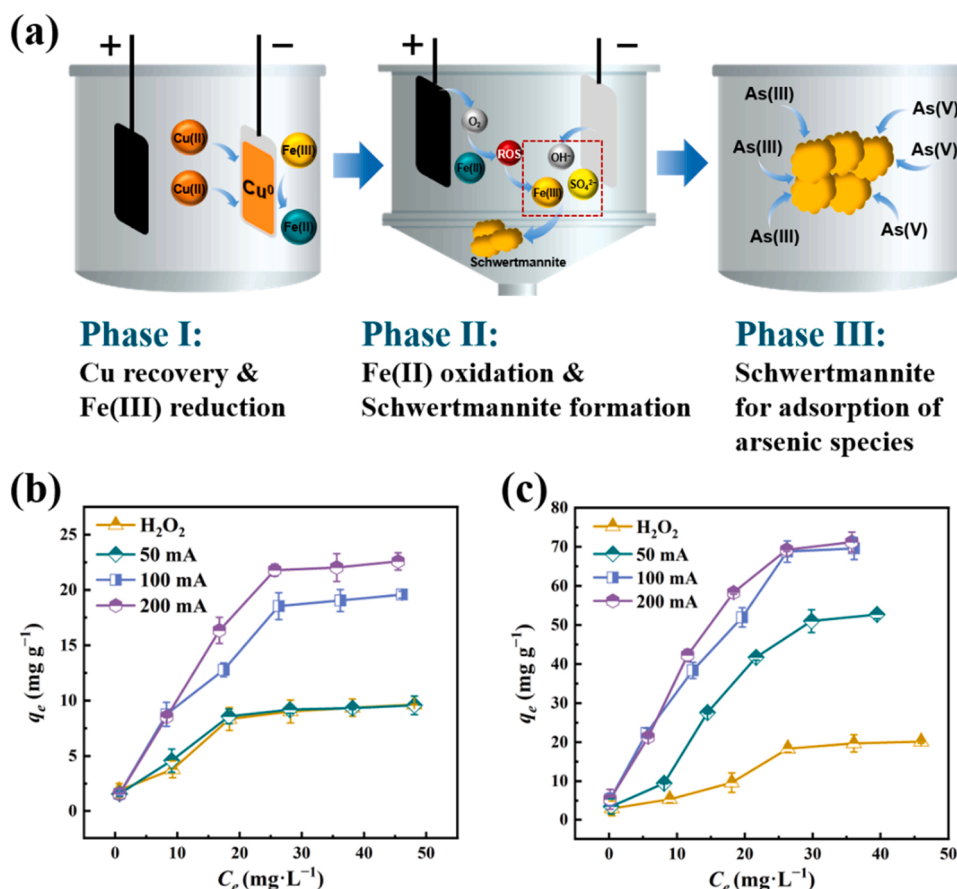 (a)
+
−
+
−
Cu(II)
Fe(III)
Cu(II)
Cu⁰
Fe(II)
O₂
ROS
OH⁻
Fe(II)
Fe(III)
SO₄²⁻
Schwertmannite
As(III)
As(V)
As(III)
As(V)
As(III)
As(V)
Phase I:
Cu recovery &
Fe(III) reduction
Phase II:
Fe(II) oxidation &
Schwertmannite formation
Phase III:
Schwertmannite
for adsorption of
arsenic species
(b)
H₂O₂
50 mA
100 mA
200 mA
25
20
15
10
5
0
qₑ (mg g⁻¹)
0 10 20 30 40 50
Cₑ (mg·L⁻¹)
(c)
H₂O₂
50 mA
100 mA
200 mA
80
70
60
50
40
30
20
10
0
qₑ (mg g⁻¹)
0 10 20 30 40 50
Cₑ (mg·L⁻¹)